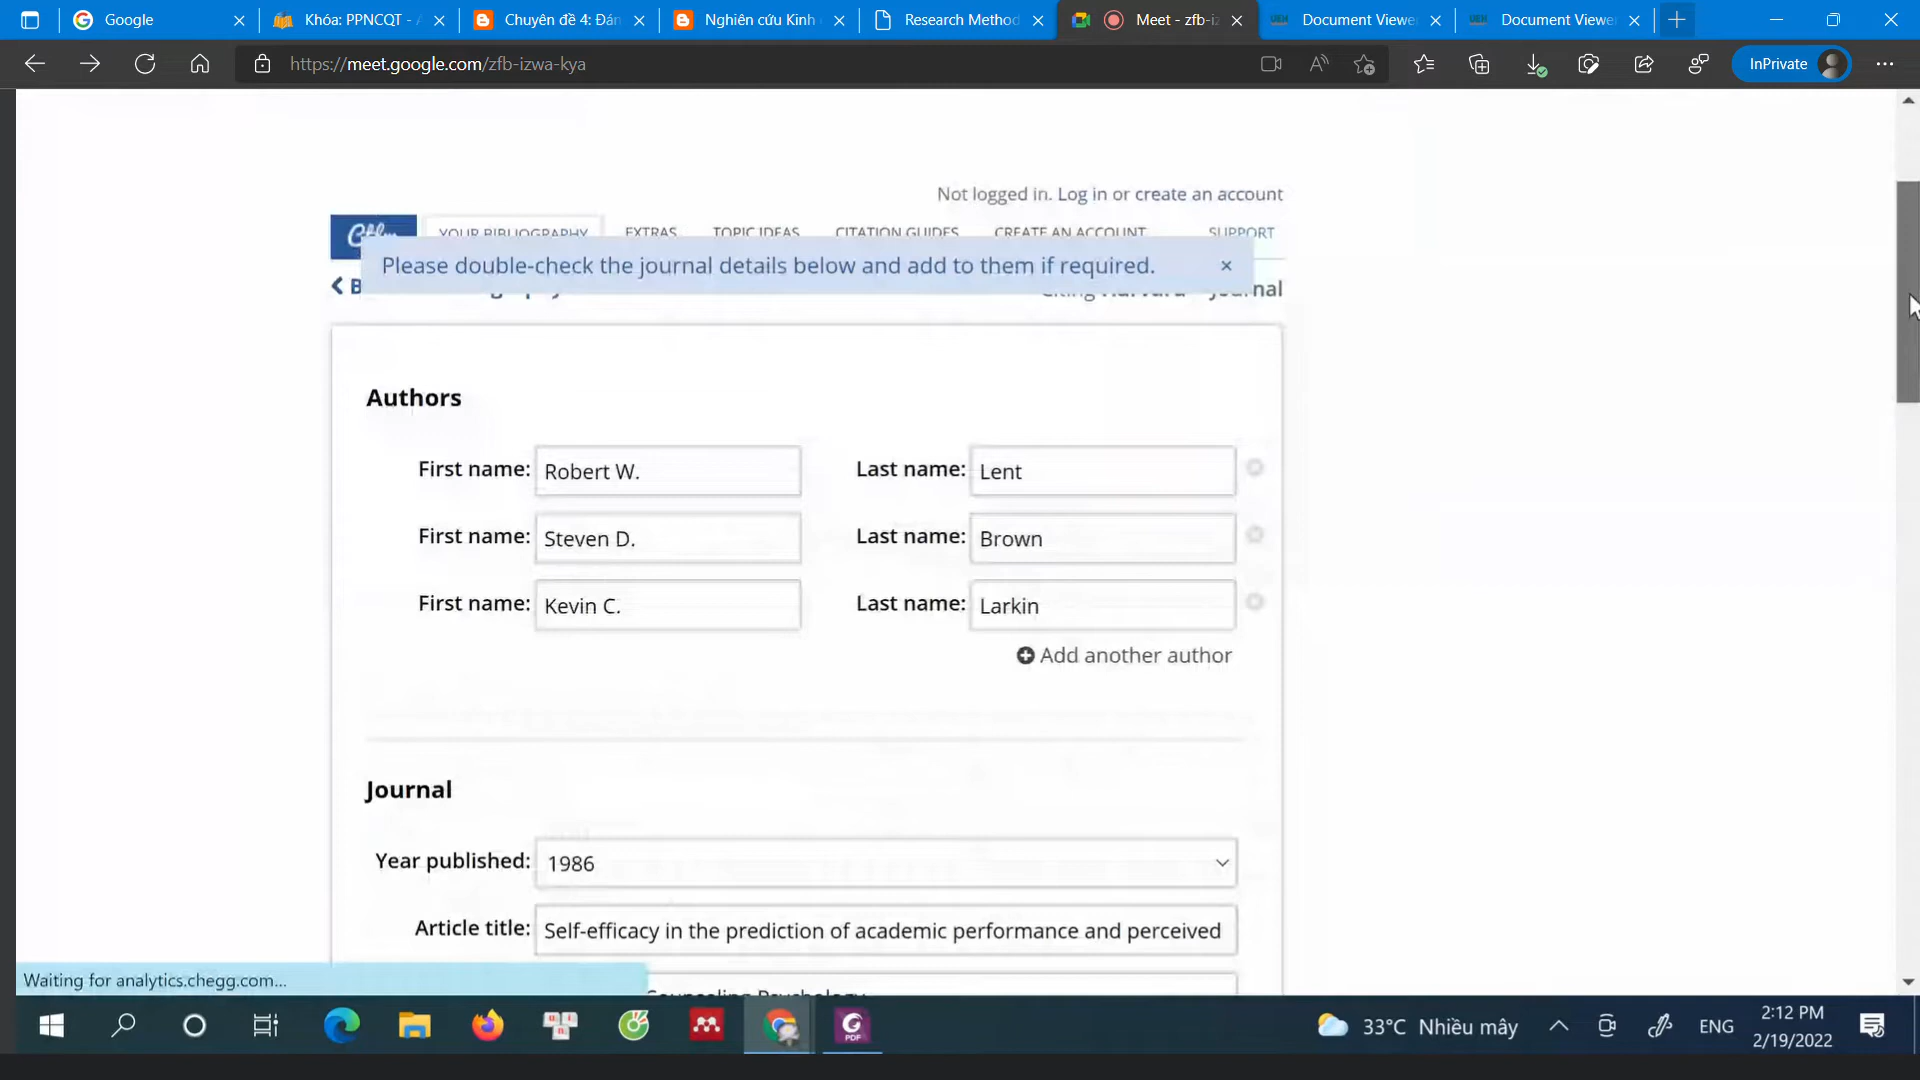 Google
Khóa: PPNCQT -
Chuyên đề 4: Đán
Nghiên cứu Kinh
Research Method
Meet - zfb-iz
Document Viewe
Document Viewe
https://meet.google.com/zfb-izwa-kya
InPrivate
Not logged in. Log in or create an account
YOUR BIBLIOGRAPHY
EXTRAS
TOPIC IDEAS
CITATION GUIDES
CREATE AN ACCOUNT
SUPPORT
Please double-check the journal details below and add to them if required.
Authors
First name: Robert W. Last name: Lent
First name: Steven D. Last name: Brown
First name: Kevin C. Last name: Larkin
Add another author
Journal
Year published: 1986
Article title: Self-efficacy in the prediction of academic performance and perceived
Counseling Psychology
Waiting for analytics.chegg.com...
33°C Nhiều mây
ENG
2:12 PM
2/19/2022